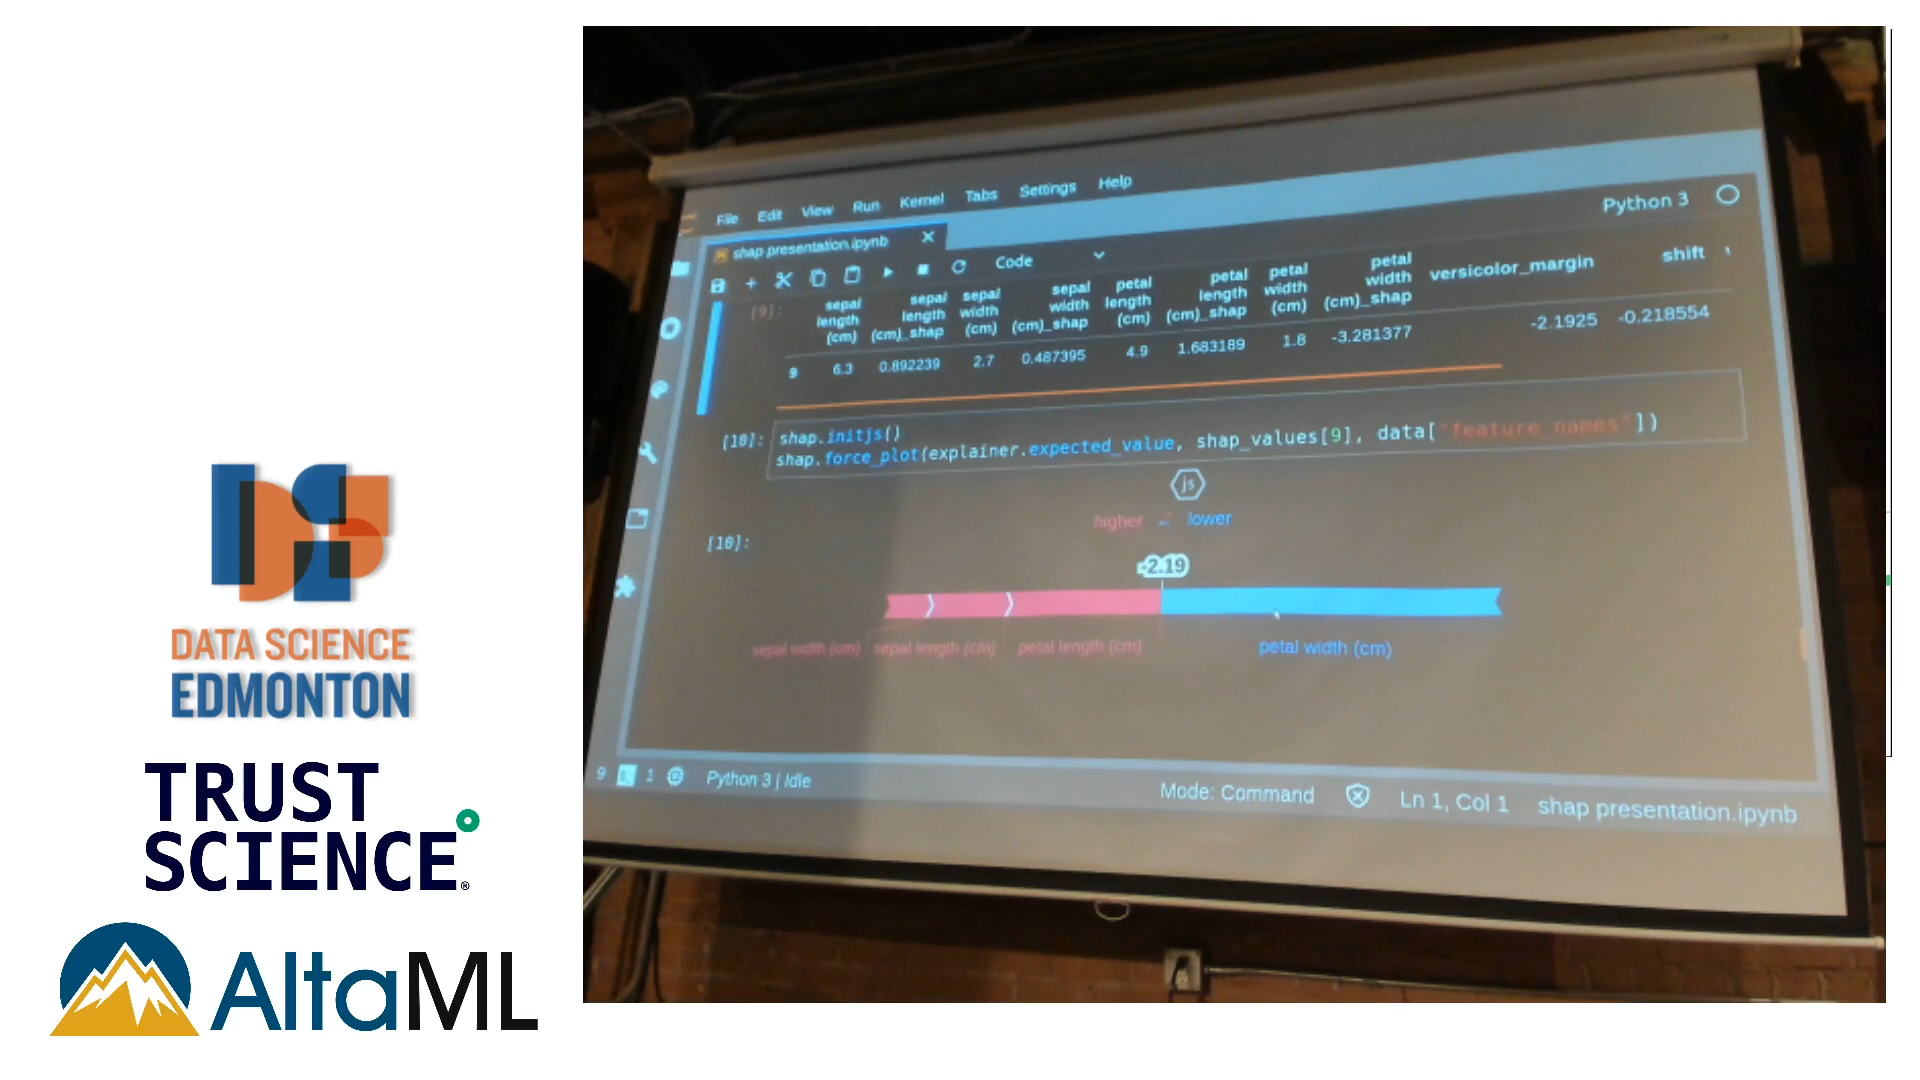 DATA SCIENCE
EDMONTON
TRUST
SCIENCE®
AltaML
File Edit View Run Kernel Tabs Settings Help
shap presentation.ipynb ×
Python 3
Code
sepal length (cm) sepal length (cm)_shap sepal width (cm) sepal width (cm)_shap petal length (cm) petal length (cm)_shap petal width (cm) petal width (cm)_shap versicolor_margin shift
[9]:
9 6.3 0.892239 2.7 0.487395 4.9 1.683189 1.8 -3.281377 -2.1925 -0.218554
[10]: shap.initjs()
shap.force_plot(explainer.expected_value, shap_values[9], data["feature_names"])
js
higher lower
[10]:
-2.19
sepal width (cm) sepal length (cm) petal length (cm) petal width (cm)
9 1 Python 3 | Idle Mode: Command Ln 1, Col 1 shap presentation.ipynb